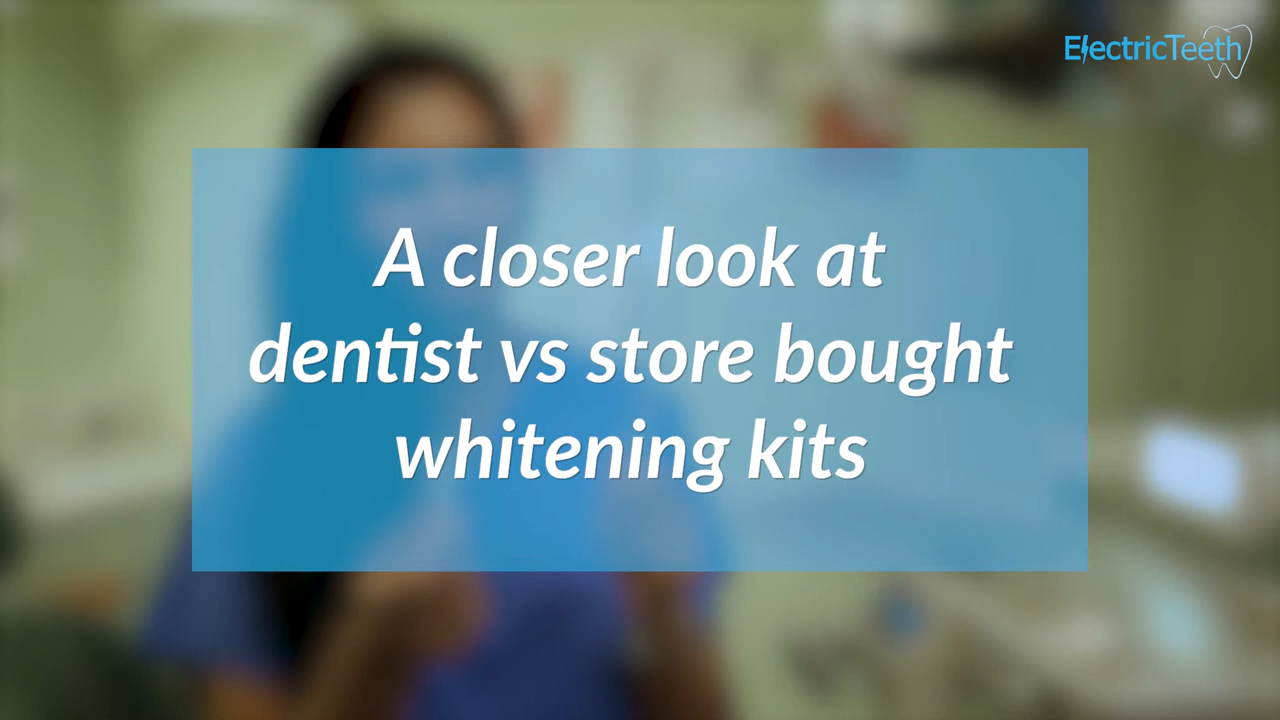 ElectricTeeth
A closer look at
dentist vs store bought
whitening kits